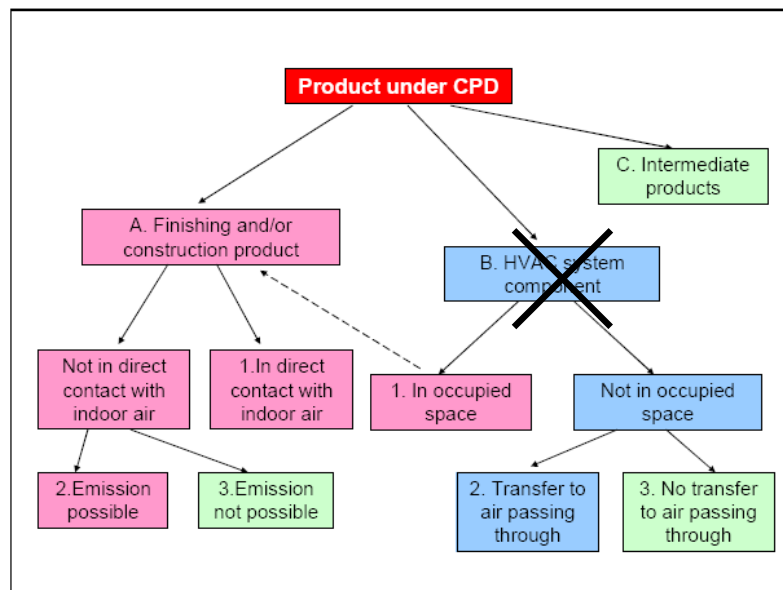 Product under CPD
C. Intermediate
products
A. Finishing and/or
construction product
B. HVAC system
component
Not in direct
contact with
indoor air
1.In direct
contact with
indoor air
1. In occupied
space
Not in occupied
space
2.Emission
possible
3.Emission
not possible
2. Transfer to
air passing
through
3. No transfer
to air passing
through